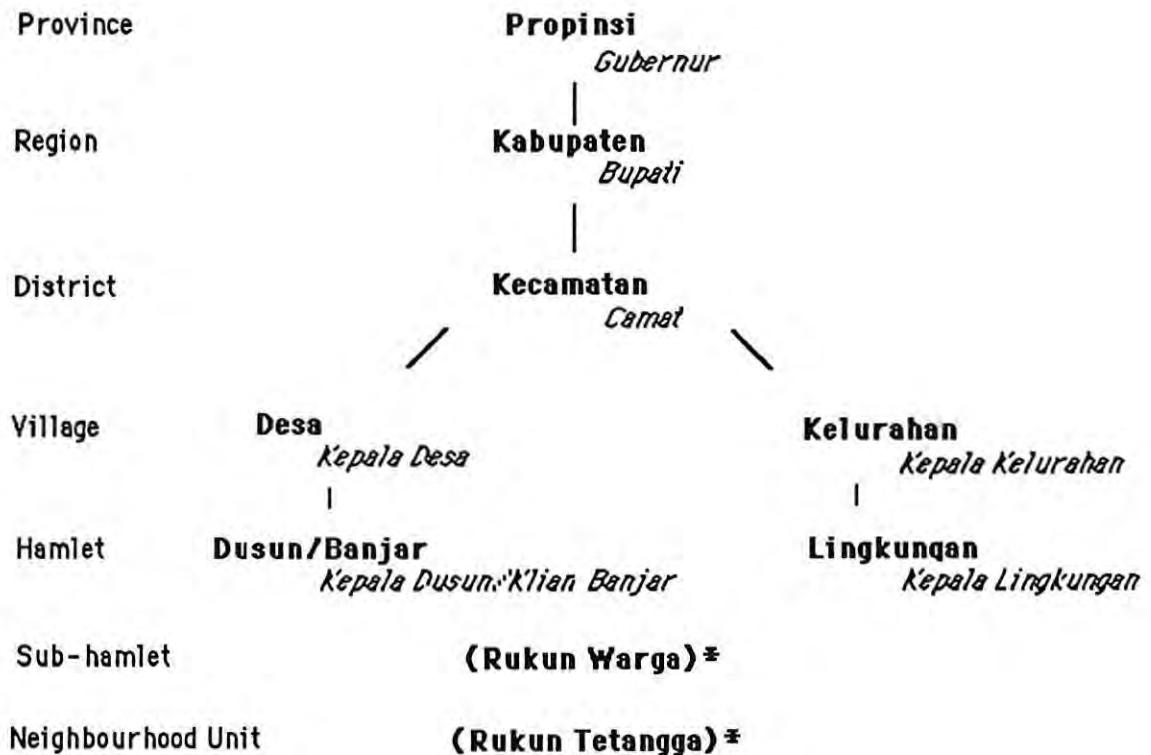 Province Propinsi
Gubernur
Region Kabupaten
Bupati
District Kecamatan
Camat
Village Desa Kelurahan
Kepala Desa Kepala Kelurahan
Hamlet Dusun/Banjar Lingkungan
Kepala Dusun/Klian Banjar Kepala Lingkungan
Sub-hamlet (Rukun Warga)*
Neighbourhood Unit (Rukun Tetangga)*